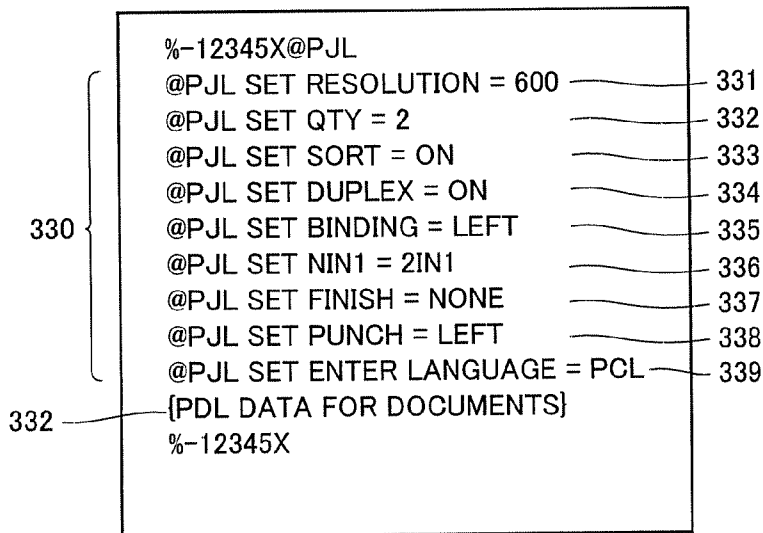 %-12345X@PJL
@PJL SET RESOLUTION = 600 331
@PJL SET QTY = 2 332
@PJL SET SORT = ON 333
@PJL SET DUPLEX = ON 334
330 @PJL SET BINDING = LEFT 335
@PJL SET NIN1 = 2IN1 336
@PJL SET FINISH = NONE 337
@PJL SET PUNCH = LEFT 338
@PJL SET ENTER LANGUAGE = PCL 339
332 {PDL DATA FOR DOCUMENTS}
%-12345X